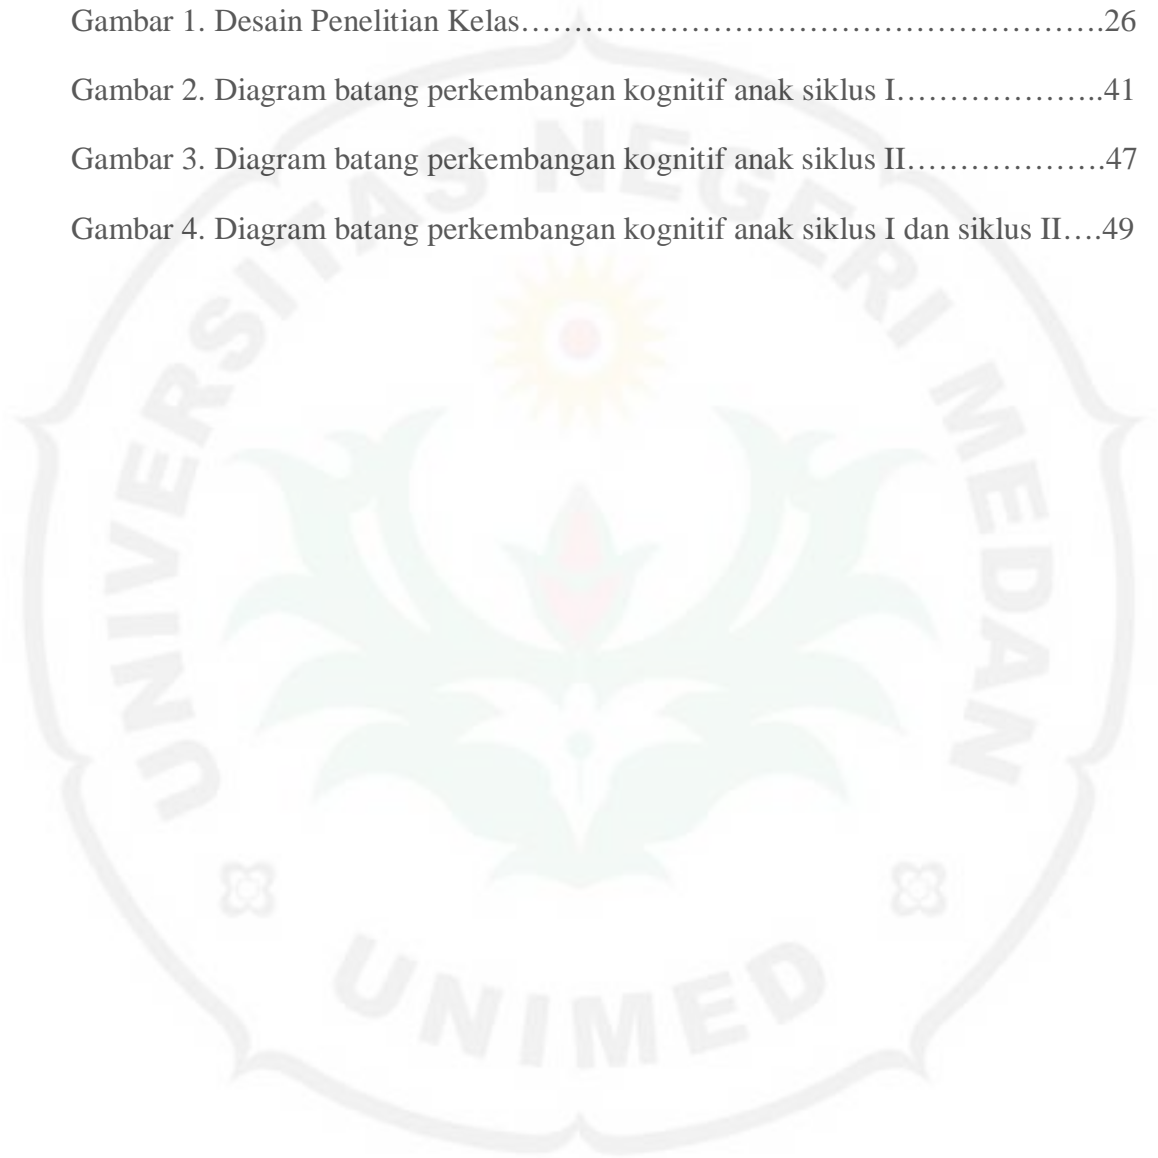 Gambar 1. Desain Penelitian Kelas……………………………………………….26
Gambar 2. Diagram batang perkembangan kognitif anak siklus I………………..41
Gambar 3. Diagram batang perkembangan kognitif anak siklus II……………….47
Gambar 4. Diagram batang perkembangan kognitif anak siklus I dan siklus II….49
UNIVERSITAS NEGERI MEDAN
UNIMED